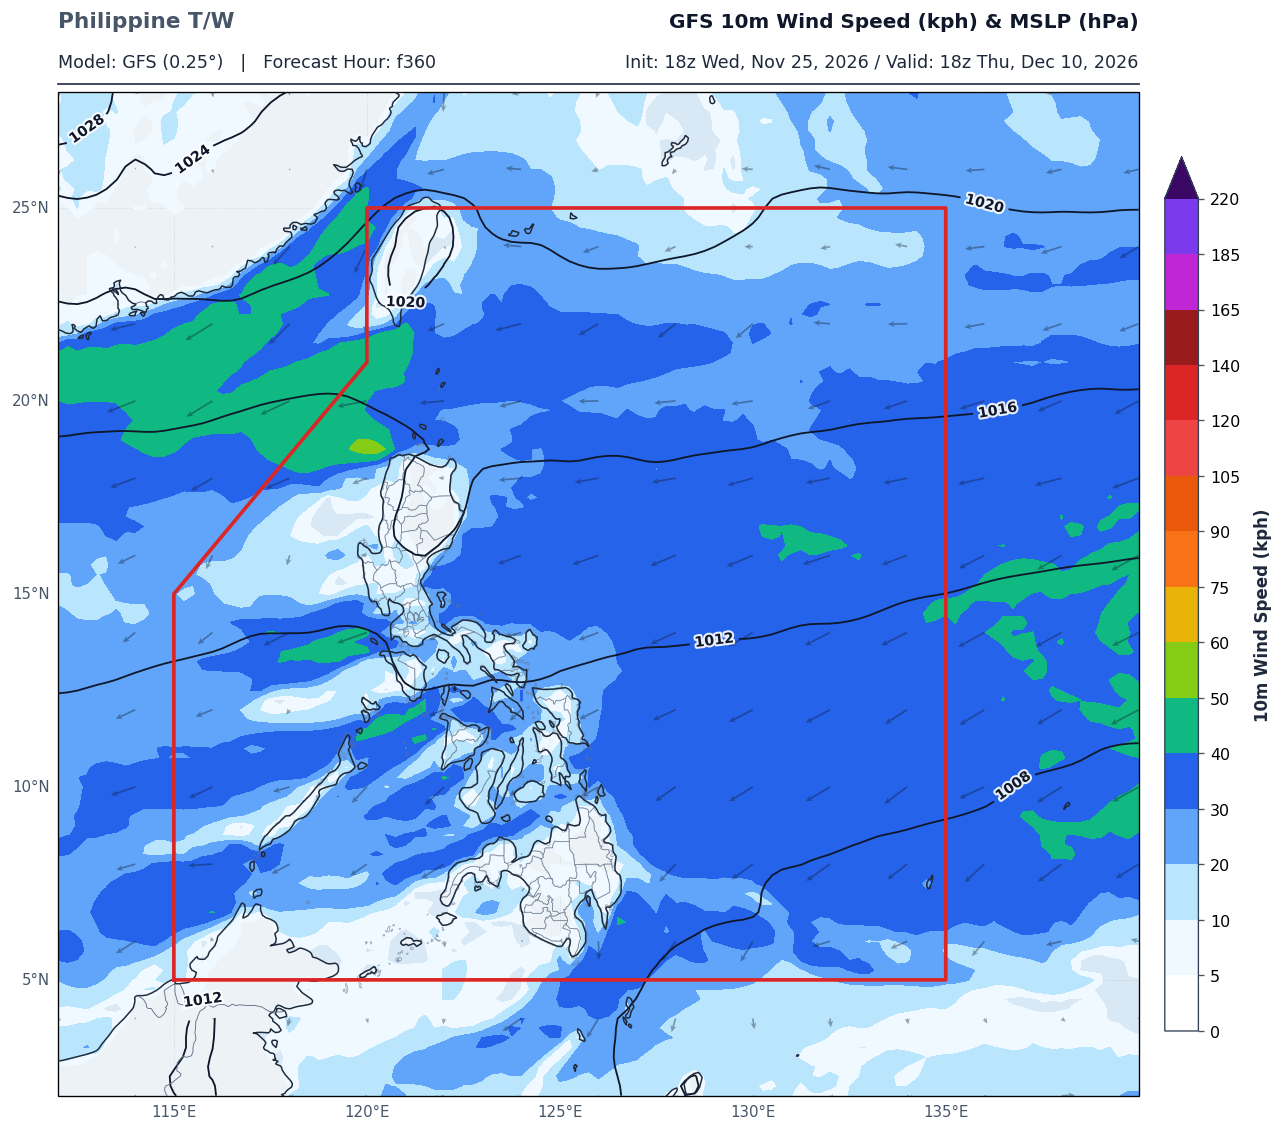 Philippine T/W
GFS 10m Wind Speed (kph) & MSLP (hPa)
Model: GFS (0.25°) | Forecast Hour: f360
Init: 18z Wed, Nov 25, 2026 / Valid: 18z Thu, Dec 10, 2026
1028
1024
1020
1020
1016
1012
1008
1012
25°N
20°N
15°N
10°N
5°N
115°E
120°E
125°E
130°E
135°E
220
185
165
140
120
105
90
75
60
50
40
30
20
10
5
0
10m Wind Speed (kph)